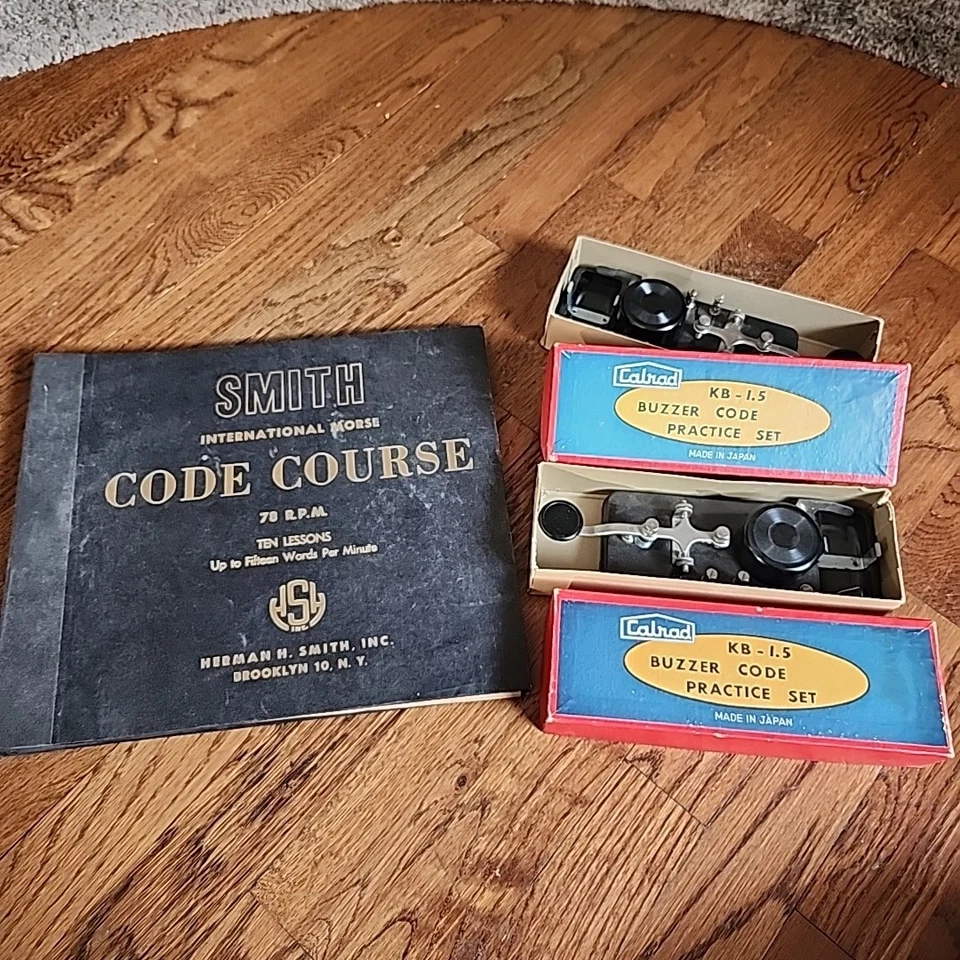 SMITH
INTERNATIONAL MORSE
CODE COURSE
78 R.P.M.
TEN LESSONS
Up to Fifteen Words Per Minute
HSH
INC.
HERMAN H. SMITH, INC.
BROOKLYN 10, N. Y.
Calrad
KB - 1.5
BUZZER CODE
PRACTICE SET
MADE IN JAPAN
Calrad
KB - 1.5
BUZZER CODE
PRACTICE SET
MADE IN JAPAN